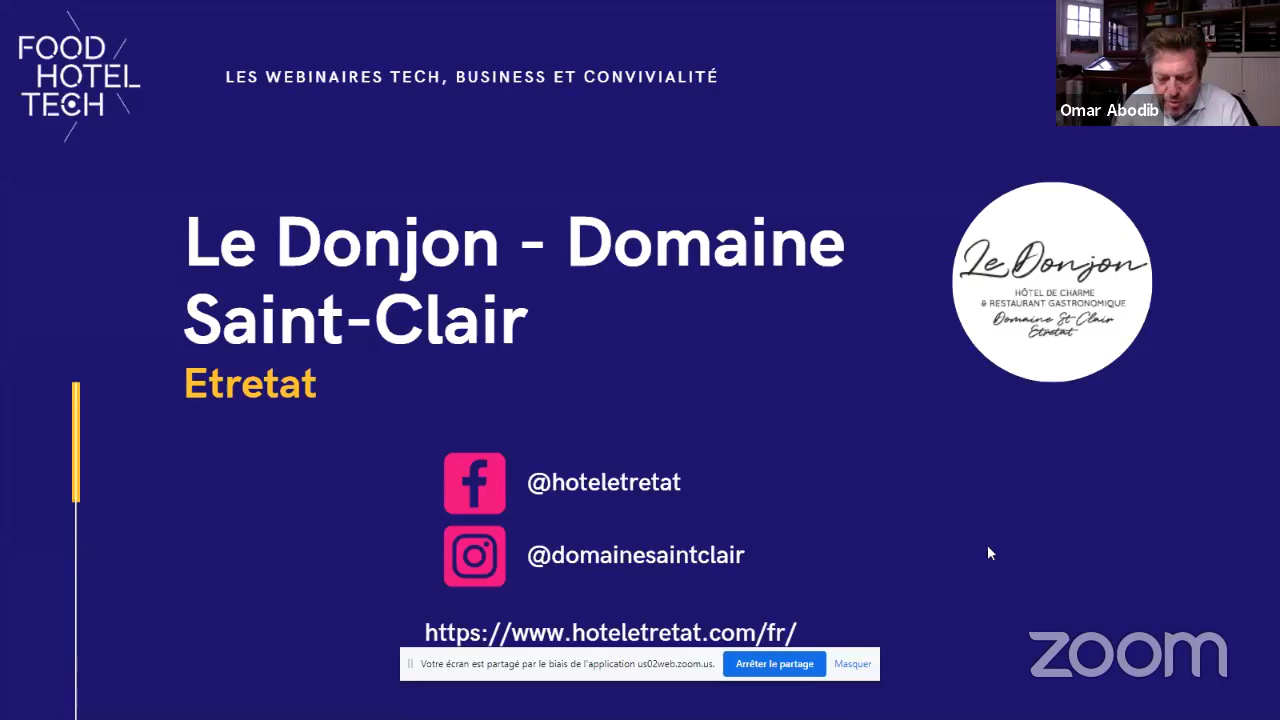 FOOD
HOTEL
TECH
LES WEBINAIRES TECH, BUSINESS ET CONVIVIALITÉ
Omar Abodib
Le Donjon - Domaine
Saint-Clair
Etretat
Le Donjon
HÔTEL DE CHARME
& RESTAURANT GASTRONOMIQUE
Domaine St Clair
Etretat
@hoteletretat
@domainesaintclair
https://www.hoteletretat.com/fr/
Votre écran est partagé par le biais de l'application us02web.zoom.us.
Arrêter le partage
Masquer
zoom